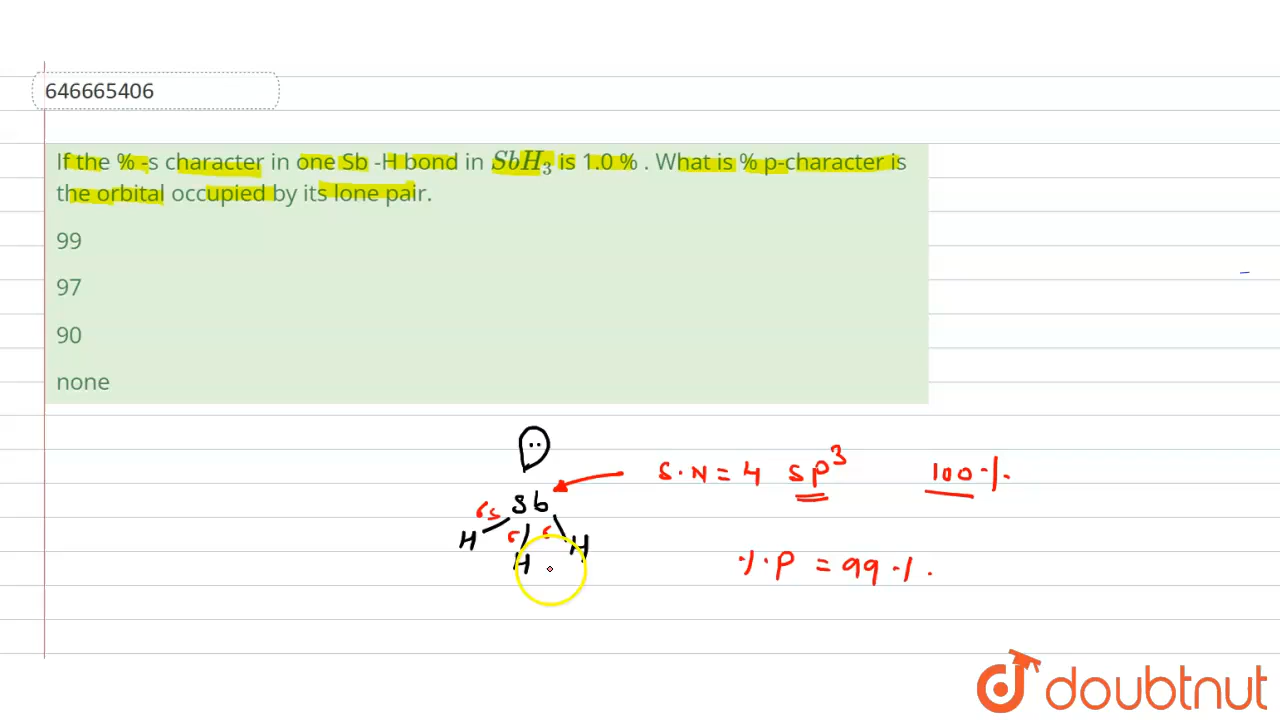 646665406
If the % -s character in one Sb -H bond in SbH₃ is 1.0 % . What is % p-character is
the orbital occupied by its lone pair.
99
97
90
none
S.N = 4 sp³ 100%
Sb
H H H
%.P = 99%.
doubtnut